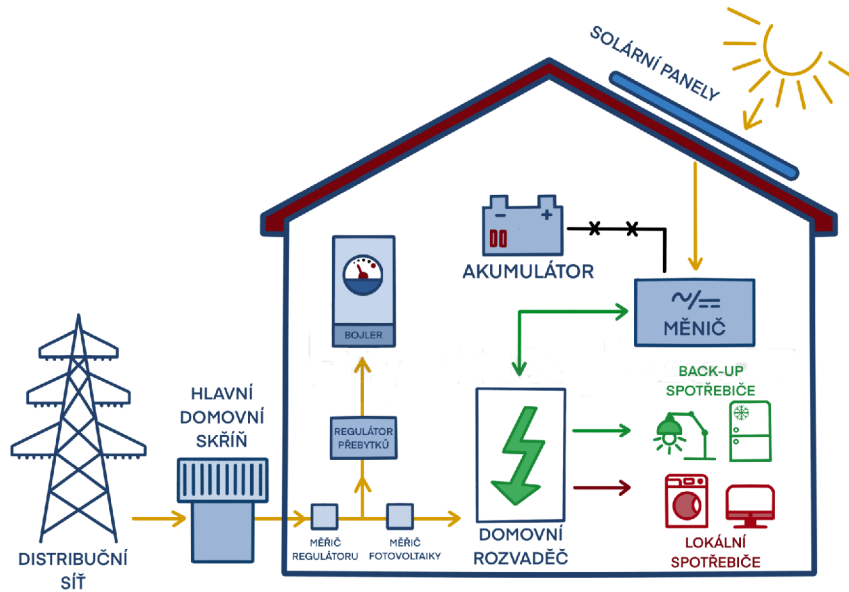 SOLÁRNÍ PANELY
AKUMULÁTOR
MĚNIČ
BOJLER
BACK-UP
SPOTŘEBIČE
HLAVNÍ
DOMOVNÍ
SKŘÍŇ
REGULÁTOR
PŘEBYTKŮ
DISTRIBUČNÍ
SÍŤ
MĚŘIČ
REGULÁTORU
MĚŘIČ
FOTOVOLTAIKY
DOMOVNÍ
ROZVADĚČ
LOKÁLNÍ
SPOTŘEBIČE